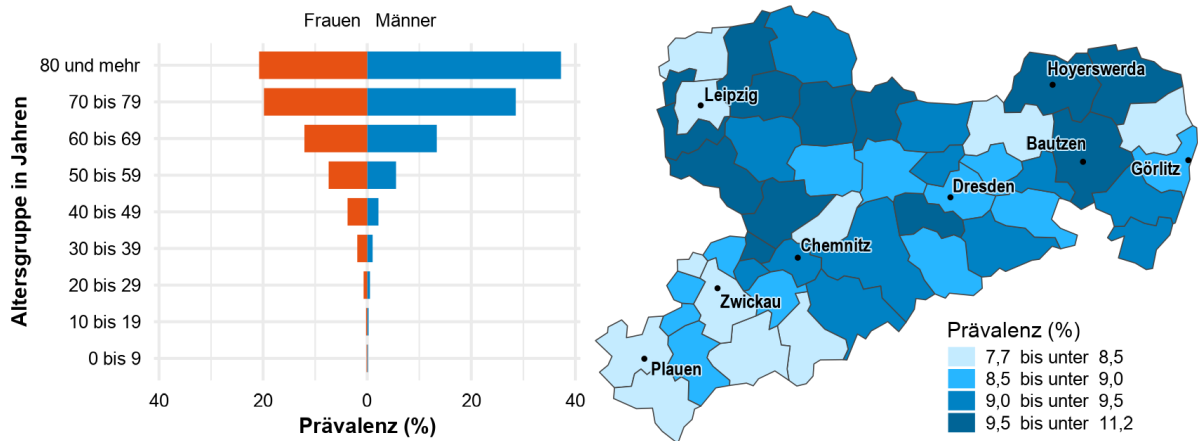 Frauen Männer
Altersgruppe in Jahren
80 und mehr
70 bis 79
60 bis 69
50 bis 59
40 bis 49
30 bis 39
20 bis 29
10 bis 19
0 bis 9
40 20 0 20 40
Prävalenz (%)
Hoyerswerda
Leipzig
Bautzen
Görlitz
Dresden
Chemnitz
Zwickau
Plauen
Prävalenz (%)
7,7 bis unter 8,5
8,5 bis unter 9,0
9,0 bis unter 9,5
9,5 bis unter 11,2